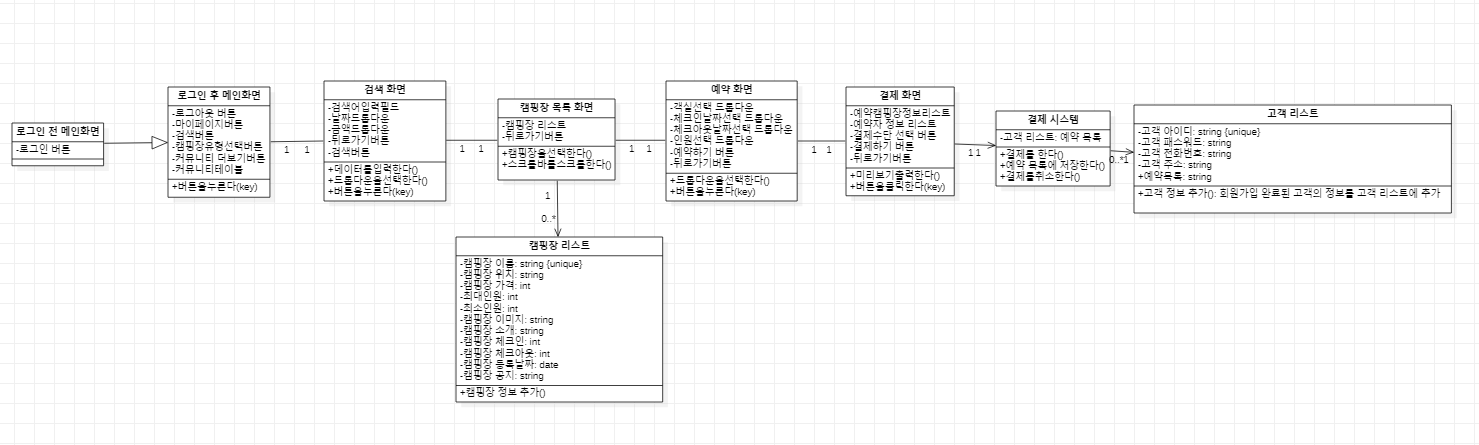 로그인 전 메인화면
-로그인 버튼
로그인 후 메인화면
-로그아웃 버튼
-마이페이지버튼
-검색버튼
-캠핑장유형선택버튼
-커뮤니티 더보기버튼
-커뮤니티테이블
+버튼을누른다(key)
1
1
검색 화면
-검색어입력필드
-날짜드롭다운
-금액드롭다운
-뒤로가기버튼
-검색버튼
+데이터를입력한다()
+드롭다운을선택한다()
+버튼을누른다(key)
1
1
캠핑장 목록 화면
-캠핑장 리스트
-뒤로가기버튼
+캠핑장을선택한다()
+스크롤바를스크롤한다()
1
0..*
캠핑장 리스트
-캠핑장 이름: string {unique}
-캠핑장 위치: string
-캠핑장 가격: int
-최대인원: int
-최소인원: int
-캠핑장 이미지: string
-캠핑장 소개: string
-캠핑장 체크인: int
-캠핑장 체크아웃: int
-캠핑장 등록날짜: date
-캠핑장 공지: string
+캠핑장 정보 추가()
1
1
예약 화면
-객실선택 드롭다운
-체크인날짜선택 드롭다운
-체크아웃날짜선택 드롭다운
-인원선택 드롭다운
-예약하기 버튼
-뒤로가기버튼
+드롭다운을선택한다()
+버튼을누른다(key)
1
1
결제 화면
-예약캠핑장정보리스트
-예약자 정보 리스트
-결제수단 선택 버튼
-결제하기 버튼
-뒤로가기버튼
+미리보기출력한다()
+버튼을클릭한다(key)
1
1
결제 시스템
-고객 리스트: 예약 목록
+결제를 한다()
+예약 목록에 저장한다()
+결제를취소한다()
0..*
1
고객 리스트
-고객 아이디: string {unique}
-고객 패스워드: string
-고객 전화번호: string
-고객 주소: string
+예약목록: string
+고객 정보 추가(): 회원가입 완료된 고객의 정보를 고객 리스트에 추가